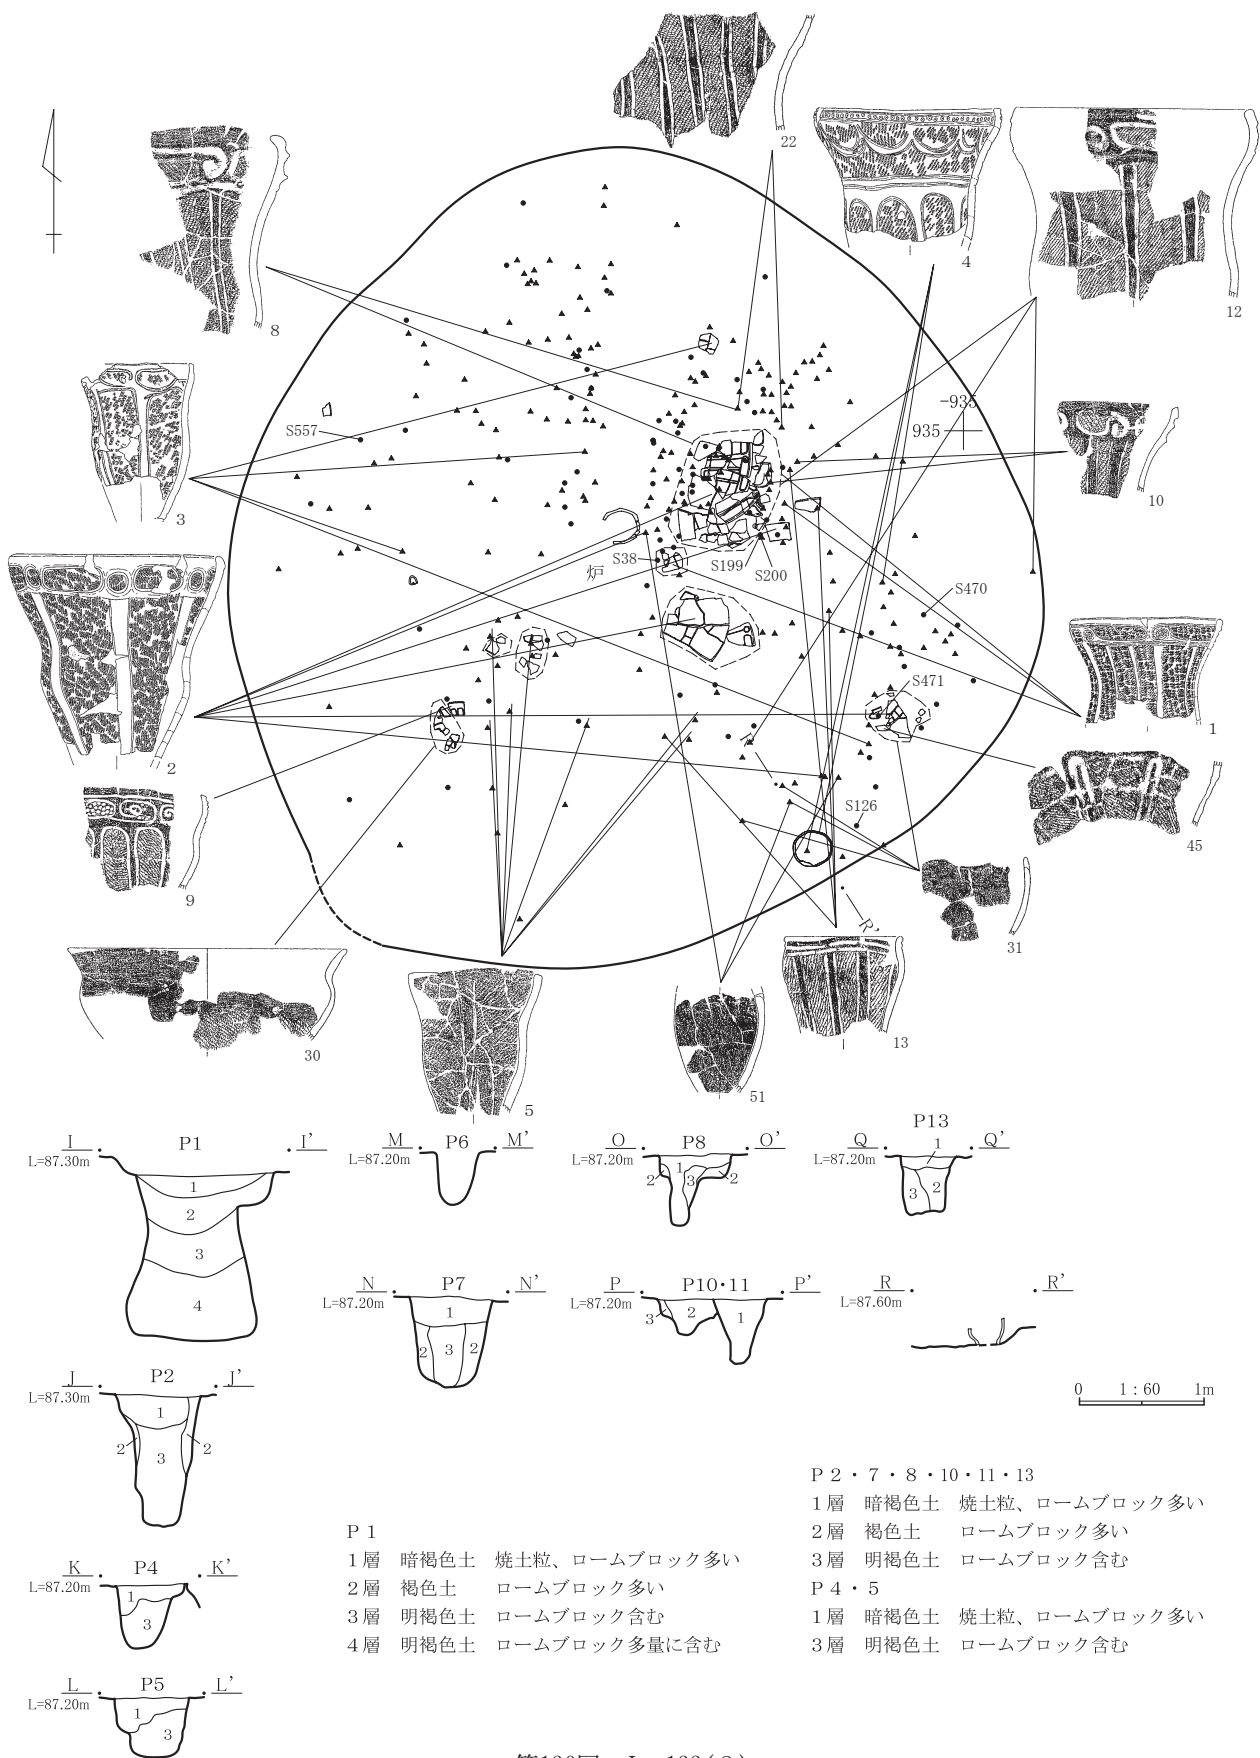 22
4
12
8
-935
935
S557
10
3
炉
S38
S199
S200
S470
S471
1
2
S126
45
9
31
R’
30
13
5
51
I P1 I’
L=87.30m
1
2
3
4
M P6 M’
L=87.20m
O P8 O’
L=87.20m
2 1 3 2
P13
Q Q’
L=87.20m
1
3 2
N P7 N’
L=87.20m
1
2 3 2
P P10・11 P’
L=87.20m
3 2 1
R R’
L=87.60m
J P2 J’
L=87.30m
1
2 3 2
0 1：60 1m
K P4 K’
L=87.20m
1
3
L P5 L’
L=87.20m
1
3
P 1
1層 暗褐色土 焼土粒、ロームブロック多い
2層 褐色土 ロームブロック多い
3層 明褐色土 ロームブロック含む
4層 明褐色土 ロームブロック多量に含む
P 2・7・8・10・11・13
1層 暗褐色土 焼土粒、ロームブロック多い
2層 褐色土 ロームブロック多い
3層 明褐色土 ロームブロック含む
P 4・5
1層 暗褐色土 焼土粒、ロームブロック多い
3層 明褐色土 ロームブロック含む